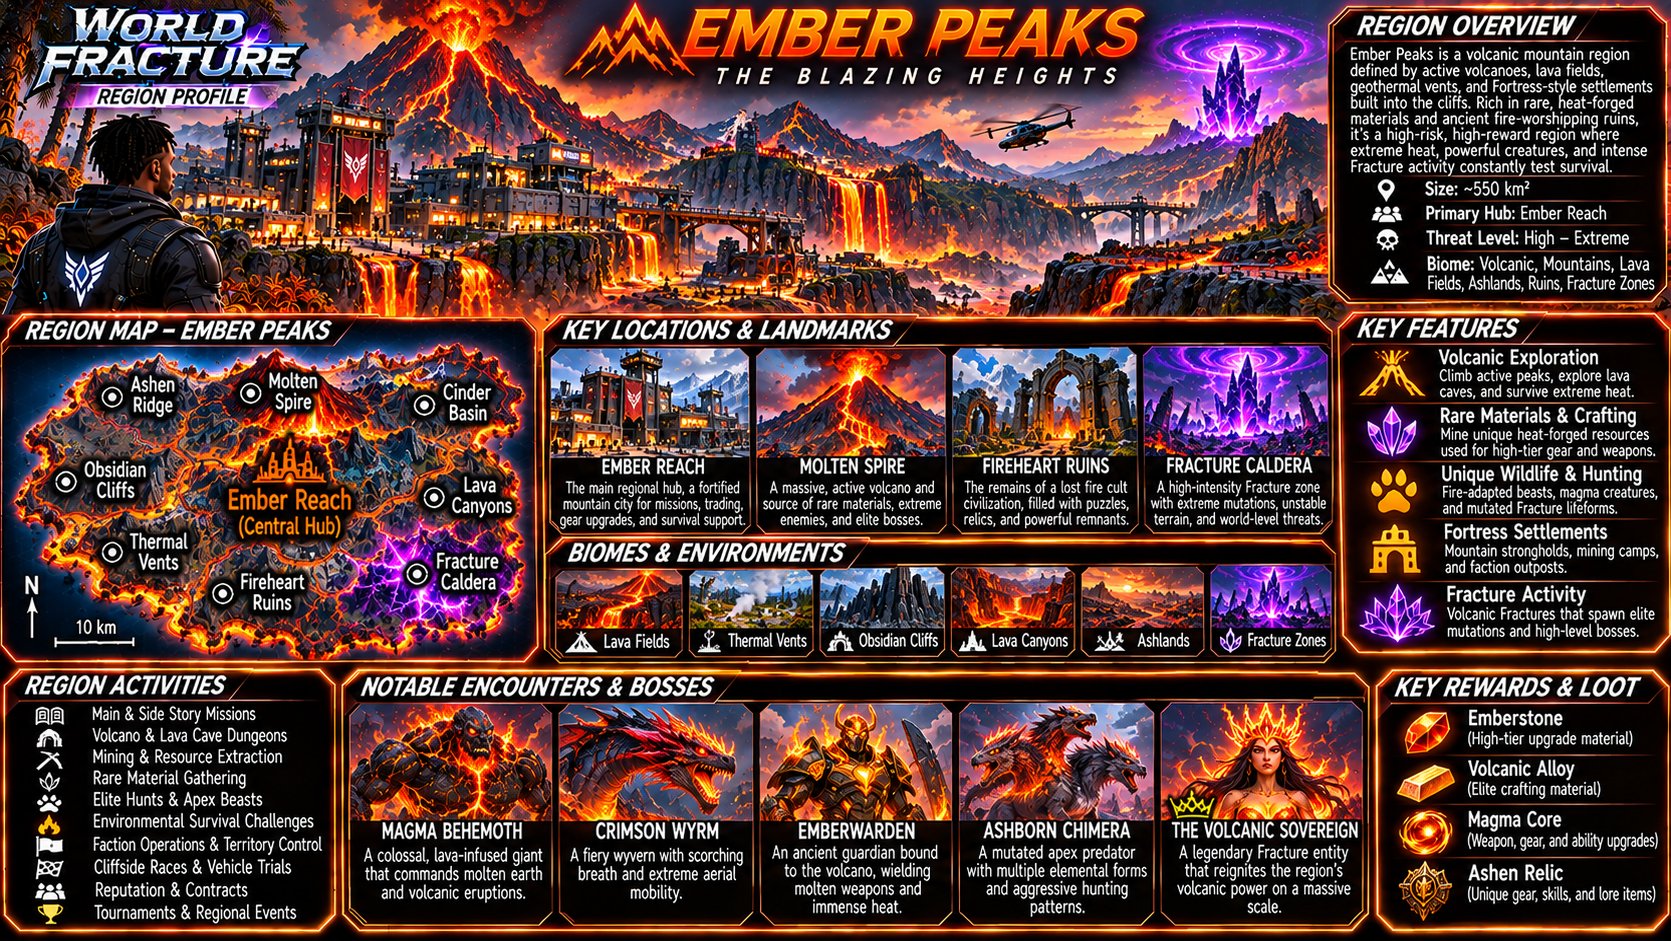 WORLD
FRACTURE
REGION PROFILE
EMBER PEAKS
THE BLAZING HEIGHTS
REGION OVERVIEW
Ember Peaks is a volcanic mountain region
defined by active volcanoes, lava fields,
geothermal vents, and Fortress-style settlements
built into the cliffs. Rich in rare, heat-forged
materials and ancient fire-worshipping ruins,
it's a high-risk, high-reward region where
extreme heat, powerful creatures, and intense
Fracture activity constantly test survival.
Size: ~550 km²
Primary Hub: Ember Reach
Threat Level: High – Extreme
Biome: Volcanic, Mountains, Lava
Fields, Ashlands, Ruins, Fracture Zones
REGION MAP – EMBER PEAKS
Ashen
Ridge
Molten
Spire
Cinder
Basin
Obsidian
Cliffs
Ember Reach
(Central Hub)
Lava
Canyons
Thermal
Vents
Fireheart
Ruins
Fracture
Caldera
N
10 km
KEY LOCATIONS & LANDMARKS
EMBER REACH
The main regional hub, a fortified
mountain city for missions, trading,
gear upgrades, and survival support.
MOLTEN SPIRE
A massive, active volcano and
source of rare materials, extreme
enemies, and elite bosses.
FIREHEART RUINS
The remains of a lost fire cult
civilization, filled with puzzles,
relics, and powerful remnants.
FRACTURE CALDERA
A high-intensity Fracture zone
with extreme mutations, unstable
terrain, and world-level threats.
BIOMES & ENVIRONMENTS
Lava Fields
Thermal Vents
Obsidian Cliffs
Lava Canyons
Ashlands
Fracture Zones
KEY FEATURES
Volcanic Exploration
Climb active peaks, explore lava
caves, and survive extreme heat.
Rare Materials & Crafting
Mine unique heat-forged resources
used for high-tier gear and weapons.
Unique Wildlife & Hunting
Fire-adapted beasts, magma creatures,
and mutated Fracture lifeforms.
Fortress Settlements
Mountain strongholds, mining camps,
and faction outposts.
Fracture Activity
Volcanic Fractures that spawn elite
mutations and high-level bosses.
REGION ACTIVITIES
Main & Side Story Missions
Volcano & Lava Cave Dungeons
Mining & Resource Extraction
Rare Material Gathering
Elite Hunts & Apex Beasts
Environmental Survival Challenges
Faction Operations & Territory Control
Cliffside Races & Vehicle Trials
Reputation & Contracts
Tournaments & Regional Events
NOTABLE ENCOUNTERS & BOSSES
MAGMA BEHEMOTH
A colossal, lava-infused giant
that commands molten earth
and volcanic eruptions.
CRIMSON WYRM
A fiery wyvern with scorching
breath and extreme aerial
mobility.
EMBERWARDEN
An ancient guardian bound
to the volcano, wielding
molten weapons and
immense heat.
ASHBORN CHIMERA
A mutated apex predator
with multiple elemental forms
and aggressive hunting
patterns.
THE VOLCANIC SOVEREIGN
A legendary Fracture entity
that reignites the region's
volcanic power on a massive
scale.
KEY REWARDS & LOOT
Emberstone
(High-tier upgrade material)
Volcanic Alloy
(Elite crafting material)
Magma Core
(Weapon, gear, and ability upgrades)
Ashen Relic
(Unique gear, skills, and lore items)